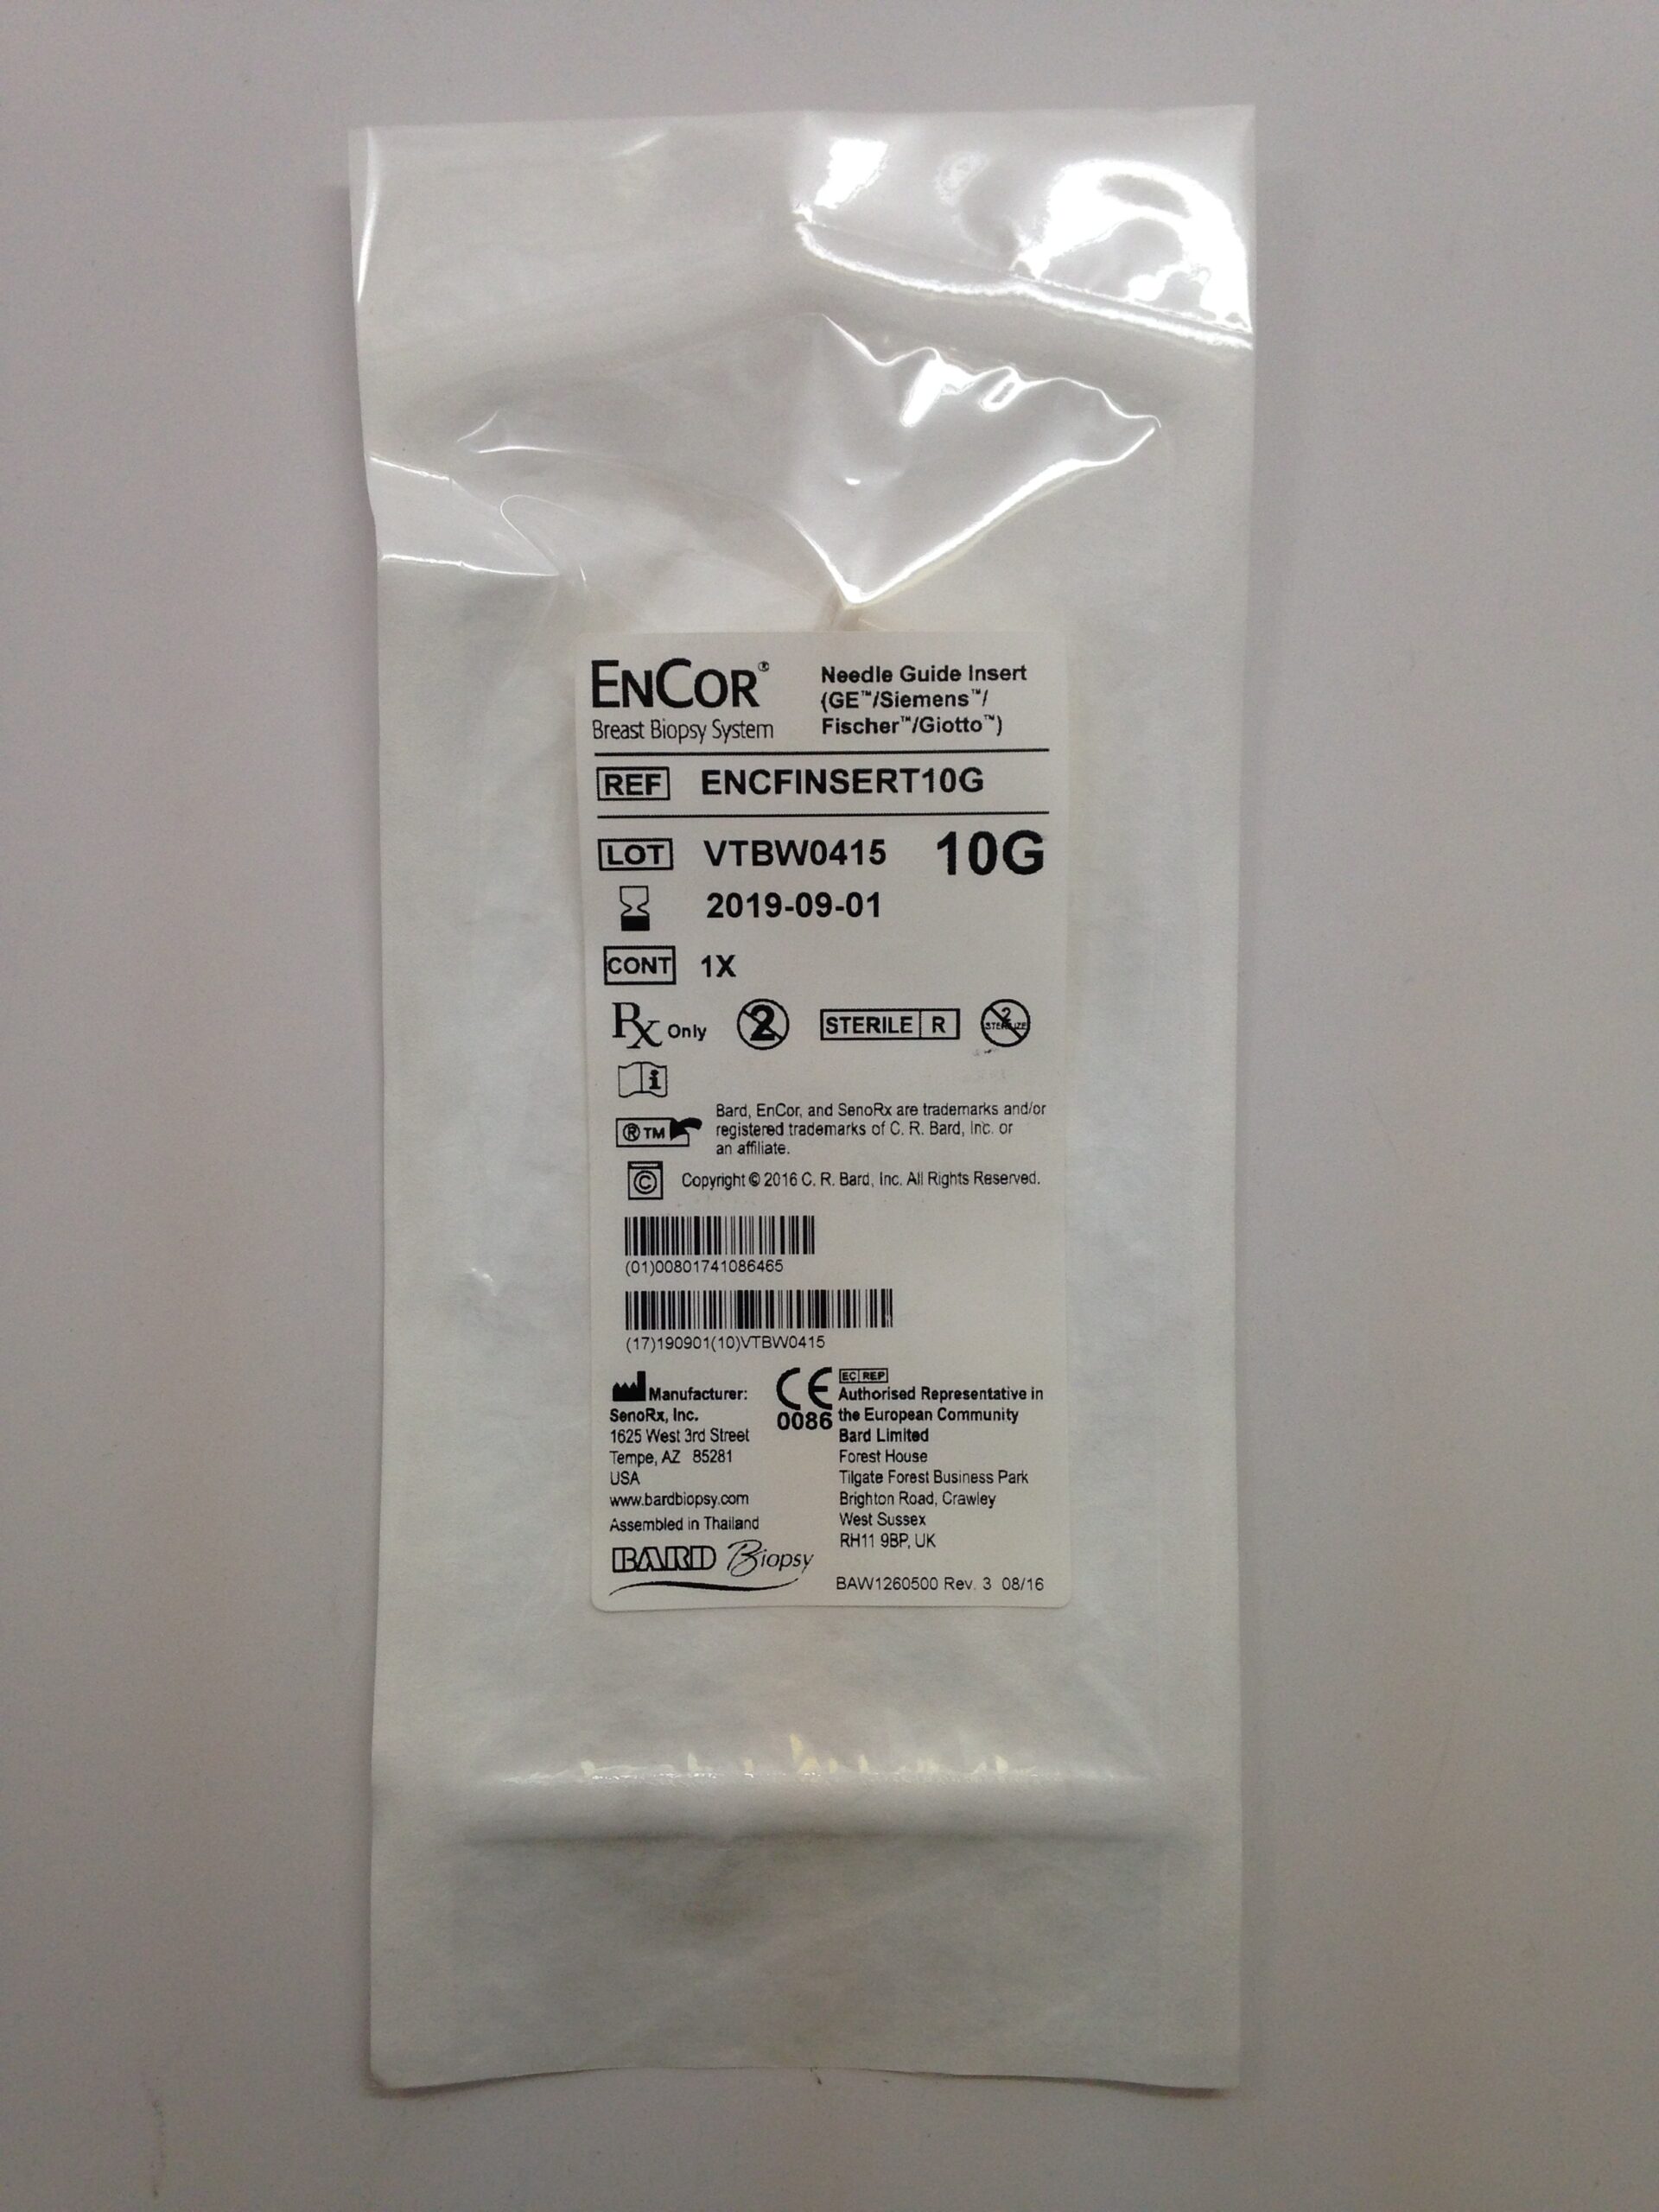 ENCOR®
Breast Biopsy System
Needle Guide Insert
(GE™/Siemens™/
Fischer™/Giotto™)
REF ENCFINSERT10G
LOT VTBW0415 10G
2019-09-01
CONT 1X
Rx Only 2 STERILE R 2 STERILIZE
i
®TM Bard, EnCor, and SenoRx are trademarks and/or
registered trademarks of C. R. Bard, Inc. or
an affiliate.
© Copyright © 2016 C. R. Bard, Inc. All Rights Reserved.
(01)00801741086465
(17)190901(10)VTBW0415
Manufacturer:
SenoRx, Inc.
1625 West 3rd Street
Tempe, AZ 85281
USA
www.bardbiopsy.com
Assembled in Thailand
BARD Biopsy
CE
0086
EC REP
Authorised Representative in
the European Community
Bard Limited
Forest House
Tilgate Forest Business Park
Brighton Road, Crawley
West Sussex
RH11 9BP, UK
BAW1260500 Rev. 3 08/16